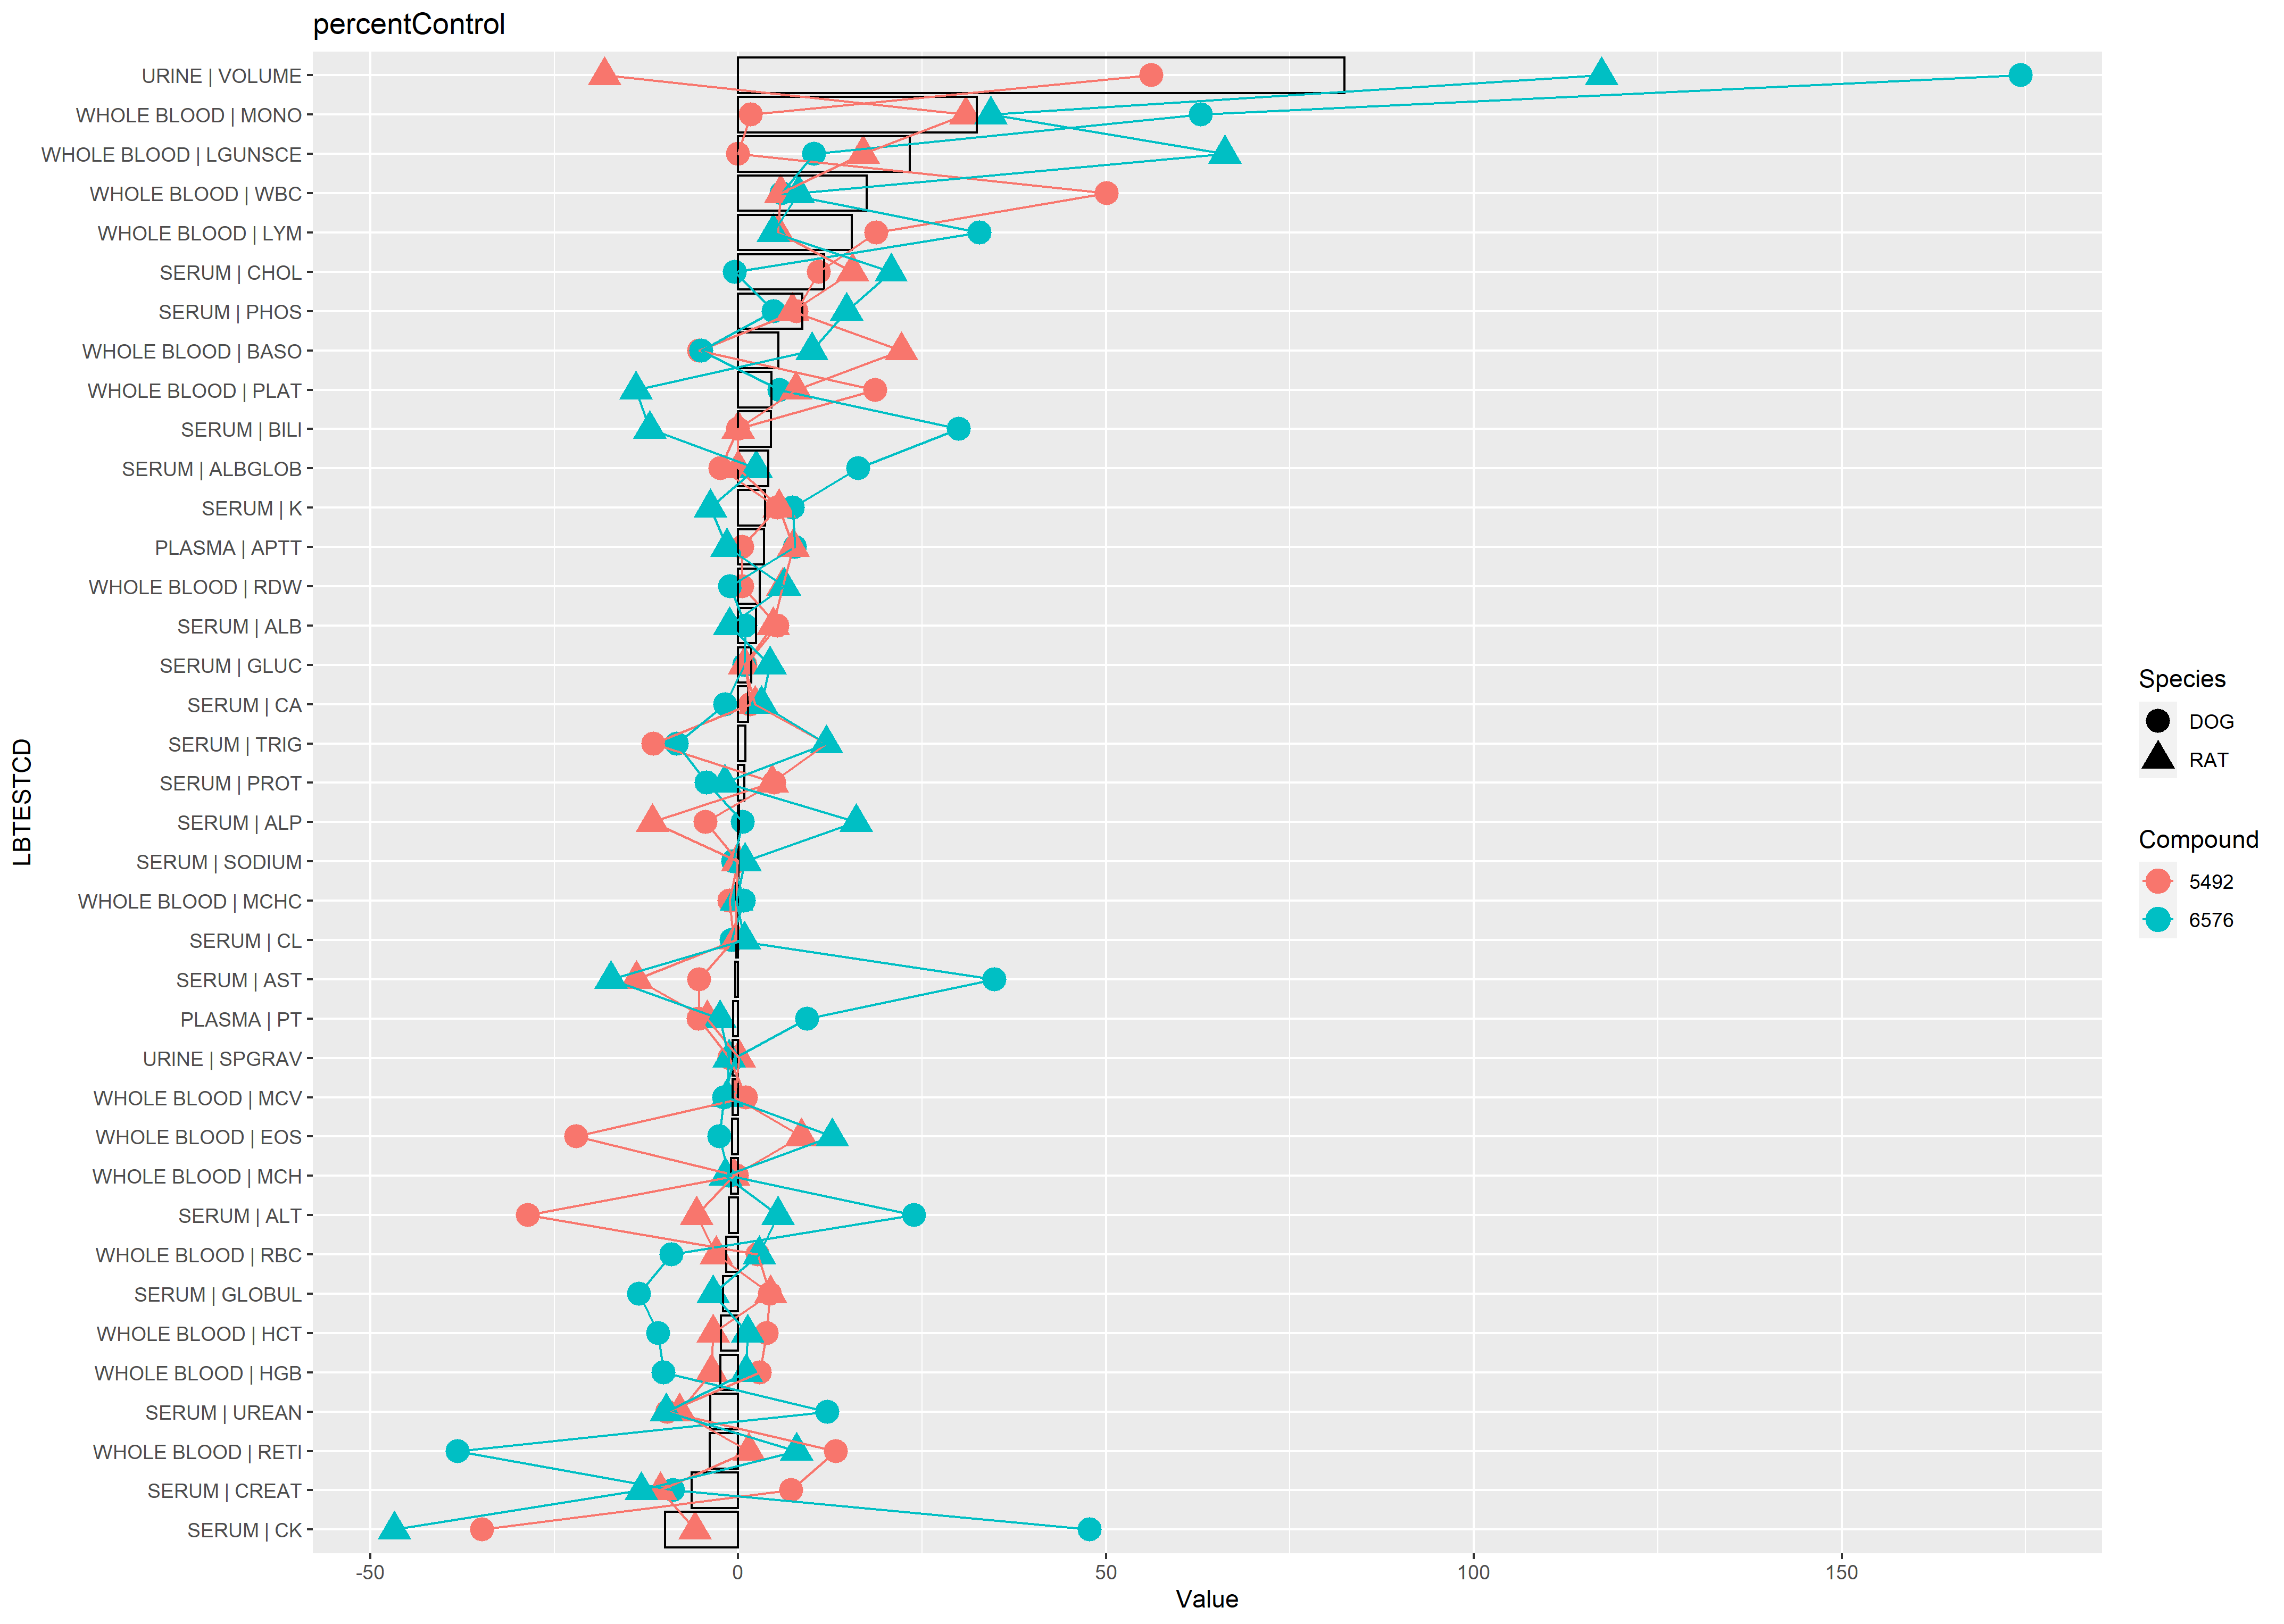 percentControl
URINE | VOLUME
WHOLE BLOOD | MONO
WHOLE BLOOD | LGUNSCE
WHOLE BLOOD | WBC
WHOLE BLOOD | LYM
SERUM | CHOL
SERUM | PHOS
WHOLE BLOOD | BASO
WHOLE BLOOD | PLAT
SERUM | BILI
SERUM | ALBGLOB
SERUM | K
PLASMA | APTT
WHOLE BLOOD | RDW
SERUM | ALB
SERUM | GLUC
SERUM | CA
SERUM | TRIG
SERUM | PROT
SERUM | ALP
SERUM | SODIUM
WHOLE BLOOD | MCHC
SERUM | CL
SERUM | AST
PLASMA | PT
URINE | SPGRAV
WHOLE BLOOD | MCV
WHOLE BLOOD | EOS
WHOLE BLOOD | MCH
SERUM | ALT
WHOLE BLOOD | RBC
SERUM | GLOBUL
WHOLE BLOOD | HCT
WHOLE BLOOD | HGB
SERUM | UREAN
WHOLE BLOOD | RETI
SERUM | CREAT
SERUM | CK
LBTESTCD
-50 0 50 100 150
Value
Species
DOG
RAT
Compound
5492
6576